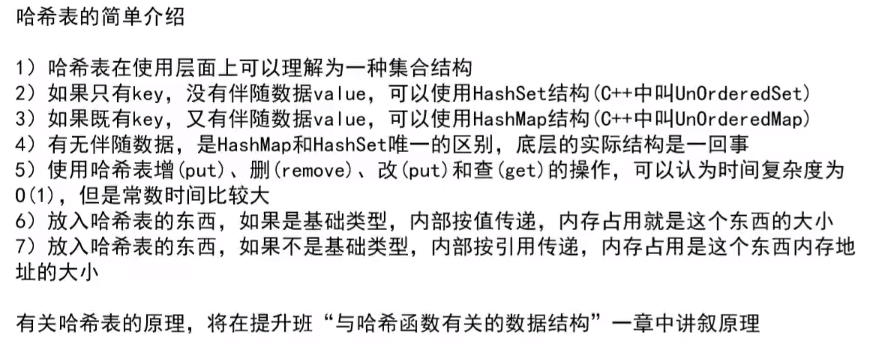 哈希表的简单介绍
1）哈希表在使用层面上可以理解为一种集合结构
2）如果只有key，没有伴随数据value，可以使用HashSet结构(C++中叫UnOrderedSet)
3）如果既有key，又有伴随数据value，可以使用HashMap结构(C++中叫UnOrderedMap)
4）有无伴随数据，是HashMap和HashSet唯一的区别，底层的实际结构是一回事
5）使用哈希表增(put)、删(remove)、改(put)和查(get)的操作，可以认为时间复杂度为
O(1)，但是常数时间比较大
6）放入哈希表的东西，如果是基础类型，内部按值传递，内存占用就是这个东西的大小
7）放入哈希表的东西，如果不是基础类型，内部按引用传递，内存占用是这个东西内存地
址的大小
有关哈希表的原理，将在提升班“与哈希函数有关的数据结构”一章中讲叙原理